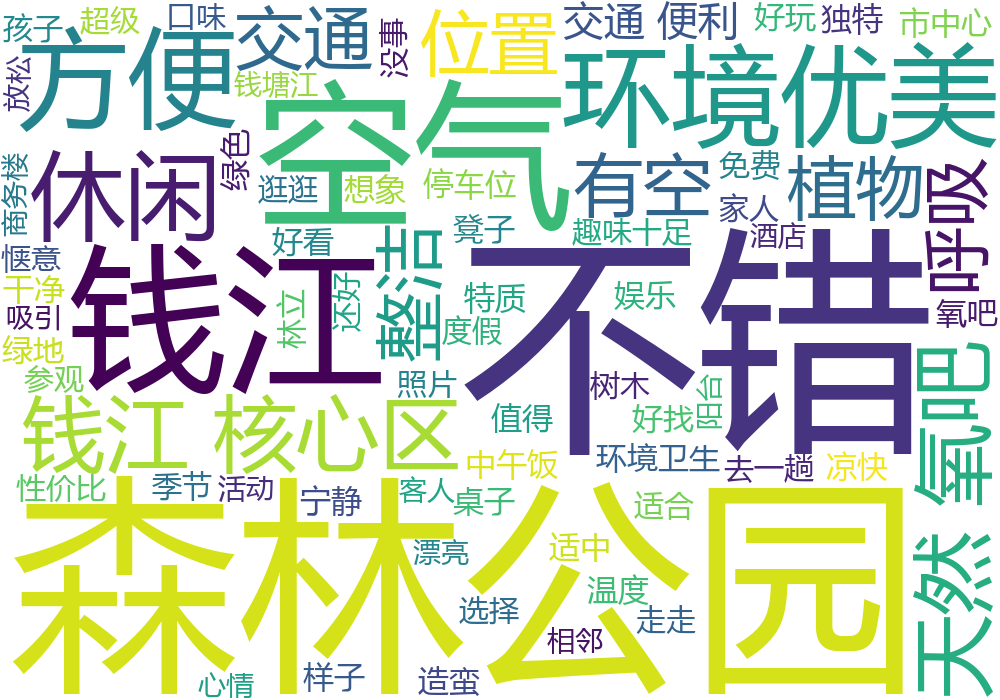 孩子
超级
口味
交通
没事
位置
交通 便利
好玩
独特
市中心
方便
放松
钱塘江
空气
环境优美
休闲
绿色
商务楼
逛逛
想象
停车位
有空
免费
植物
呼吸
家人
好看
凳子
趣味十足
酒店
惬意
钱江
整洁
不错
干净
吸引
林立
还好
特质
娱乐
氧吧
度假
绿地
参观
照片
树木
阳台
天然 氧吧
钱江 核心区
值得
好找
中午饭
环境卫生
去一趟
凉快
性价比
季节
活动
宁静
客人
桌子
适合
森林公园
漂亮
适中
温度
选择
走走
相邻
心情
样子
造蛮